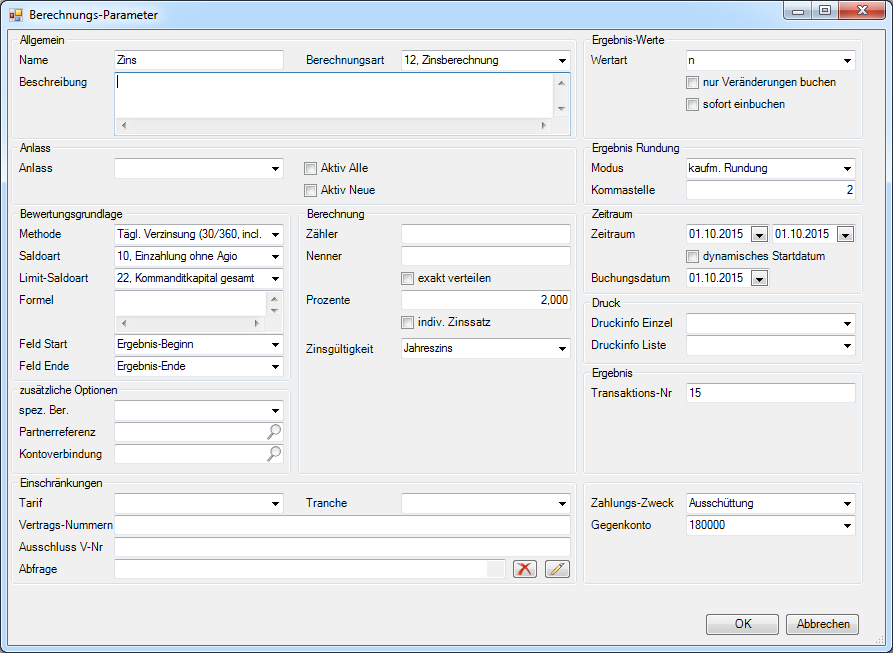 Berechnungs-Parameter
Allgemein
Name Zins Berechnungsart 12, Zinsberechnung
Beschreibung
Ergebnis-Werte
Wertart n
nur Veränderungen buchen
sofort einbuchen
Anlass
Anlass Aktiv Alle
Aktiv Neue
Ergebnis Rundung
Modus kaufm. Rundung
Kommastelle 2
Bewertungsgrundlage
Methode Tägl. Verzinsung (30/360, incl.
Saldoart 10, Einzahlung ohne Agio
Limit-Saldoart 22, Kommanditkapital gesamt
Formel
Feld Start Ergebnis-Beginn
Feld Ende Ergebnis-Ende
Berechnung
Zähler
Nenner
exakt verteilen
Prozente 2,000
indiv. Zinssatz
Zinsgültigkeit Jahreszins
Zeitraum
Zeitraum 01.10.2015 01.10.2015
dynamisches Startdatum
Buchungsdatum 01.10.2015
Druck
Druckinfo Einzel
Druckinfo Liste
zusätzliche Optionen
spez. Ber.
Partnerreferenz
Kontoverbindung
Ergebnis
Transaktions-Nr 15
Einschränkungen
Tarif Tranche
Vertrags-Nummern
Ausschluss V-Nr
Abfrage
Zahlungs-Zweck Ausschüttung
Gegenkonto 180000
OK Abbrechen